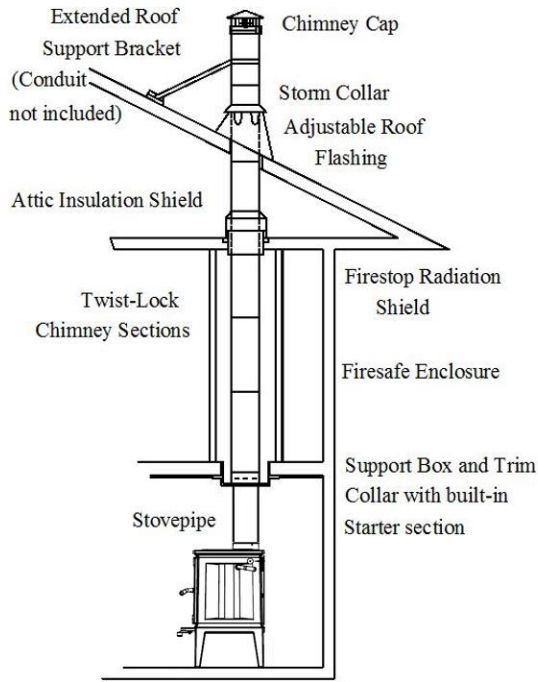 Extended Roof
Support Bracket
(Conduit
not included)
Chimney Cap
Storm Collar
Adjustable Roof
Flashing
Attic Insulation Shield
Firestop Radiation
Shield
Twist-Lock
Chimney Sections
Firesafe Enclosure
Support Box and Trim
Collar with built-in
Starter section
Stovepipe